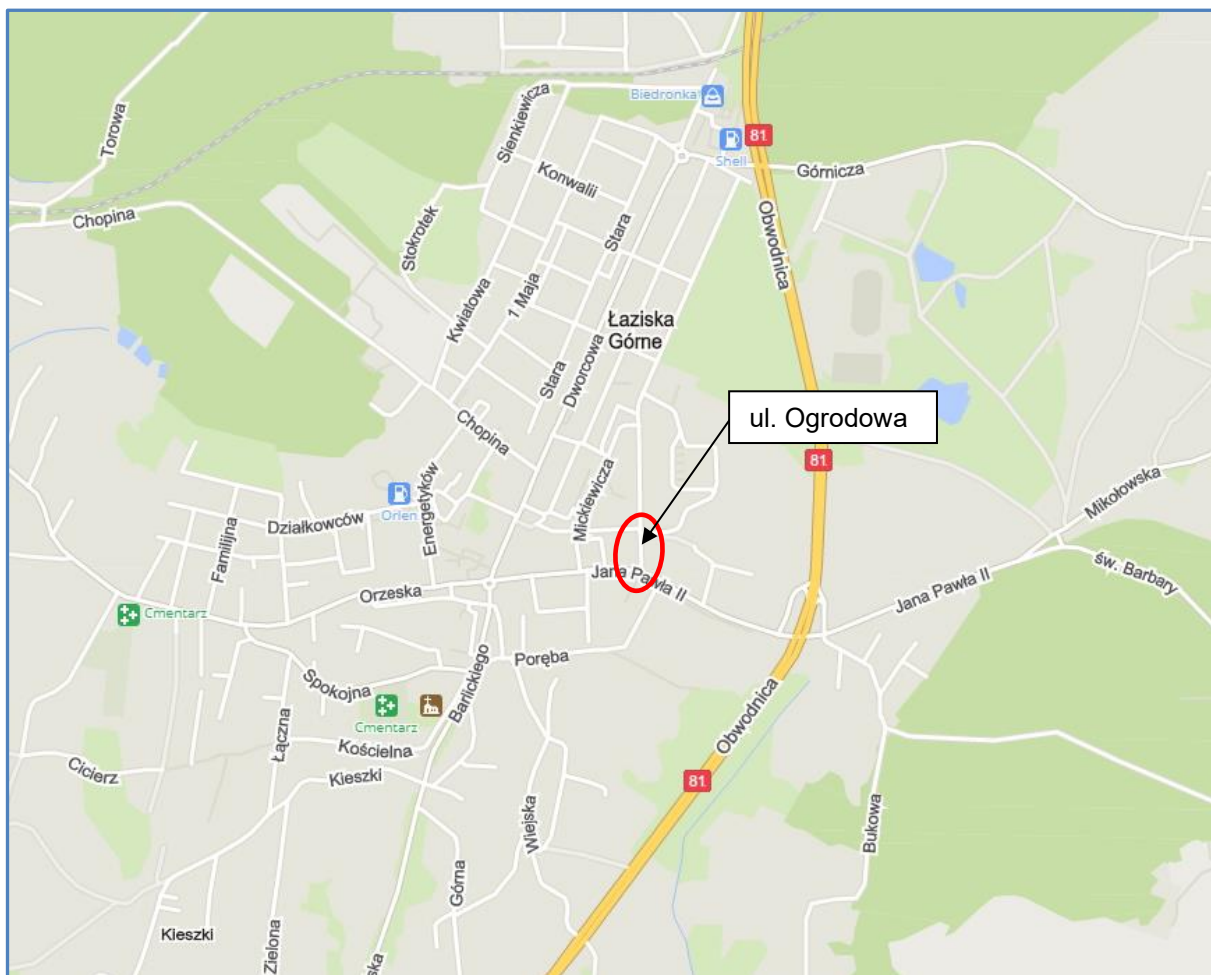 Torowa
Sienkiewicza
Biedronka
81
Shell
Górnicza
Konwalii
Chopina
Stokrotek
Stara
Obwodnica
Kwiatowa
1 Maja
Łaziska
Górne
Stara
Dworcowa
ul. Ogrodowa
Chopina
81
Mickiewicza
Mikołowska
Energetyków
Orlen
Działkowców
Familijna
Jana Pawła II
św. Barbary
Orzeska
Jana Pawła II
Cmentarz
Poręba
Barlickiego
Spokojna
Cmentarz
Obwodnica
Łączna
Kościelna
Cicierz
Kieszki
81
Wiejska
Bukowa
Górna
Kieszki
Zielona
ska